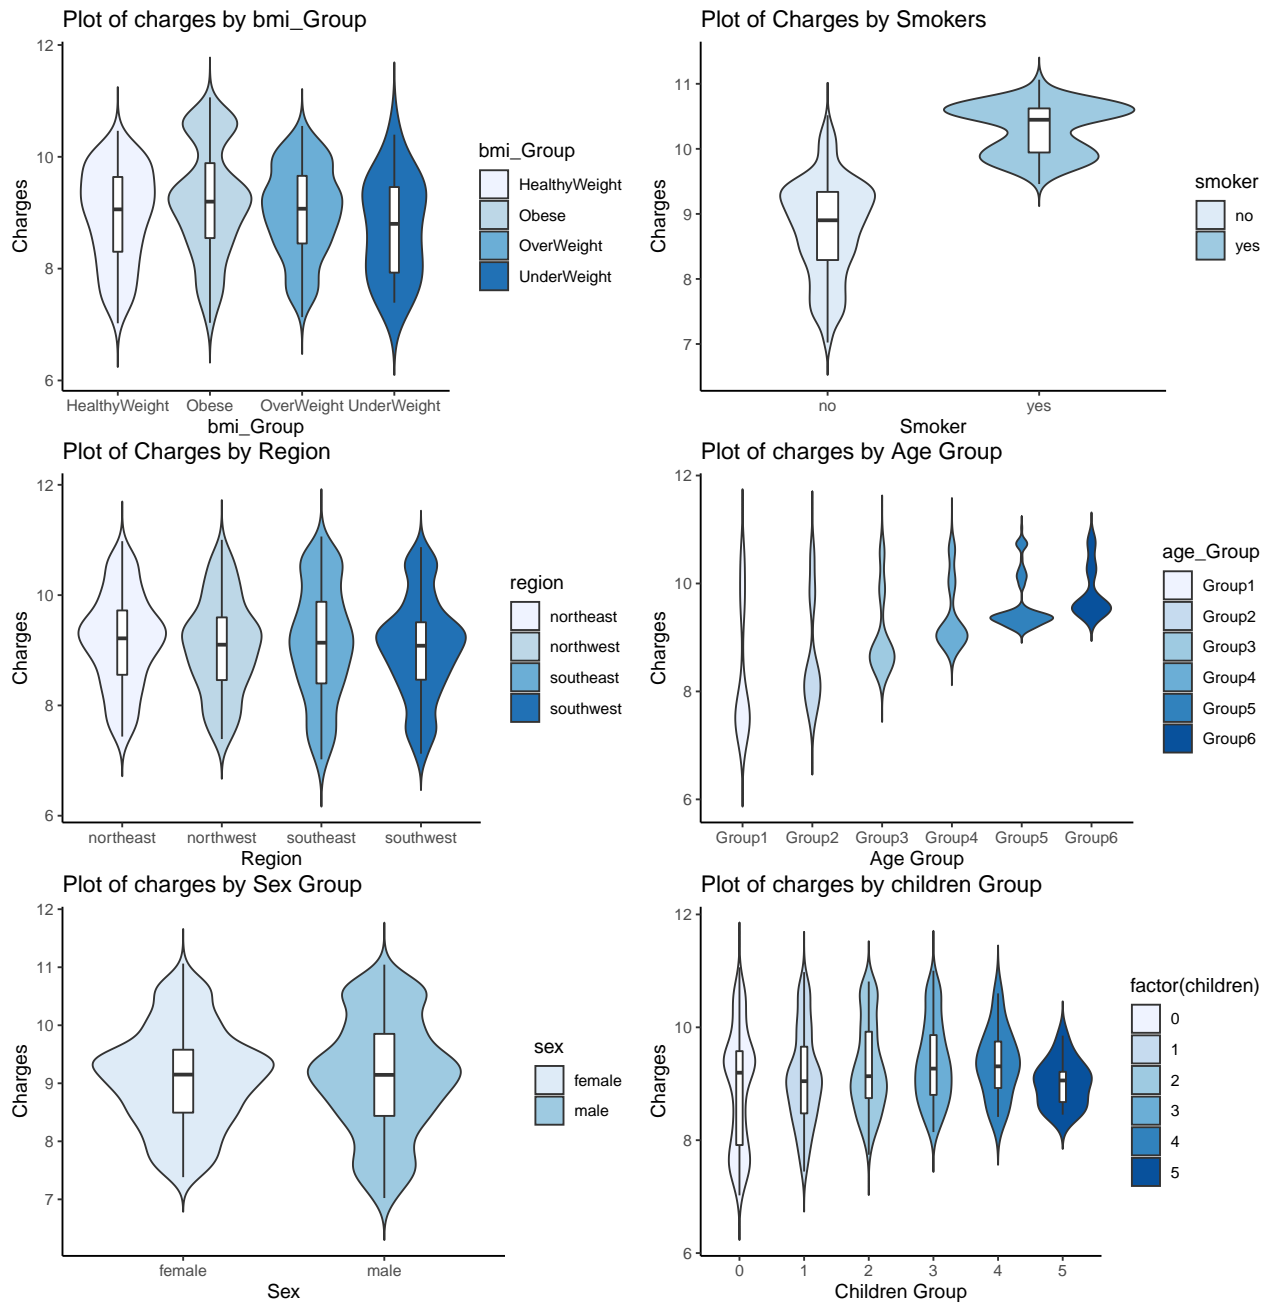 Plot of charges by bmi_Group
12
10
8
6
Charges
HealthyWeight Obese OverWeight UnderWeight
bmi_Group
bmi_Group
HealthyWeight
Obese
OverWeight
UnderWeight
Plot of Charges by Smokers
11
10
9
8
7
Charges
no yes
Smoker
smoker
no
yes
Plot of Charges by Region
12
10
8
6
Charges
northeast northwest southeast southwest
Region
region
northeast
northwest
southeast
southwest
Plot of charges by Age Group
12
10
8
6
Charges
Group1 Group2 Group3 Group4 Group5 Group6
Age Group
age_Group
Group1
Group2
Group3
Group4
Group5
Group6
Plot of charges by Sex Group
12
11
10
9
8
7
Charges
female male
Sex
sex
female
male
Plot of charges by children Group
12
10
8
6
Charges
0 1 2 3 4 5
Children Group
factor(children)
0
1
2
3
4
5